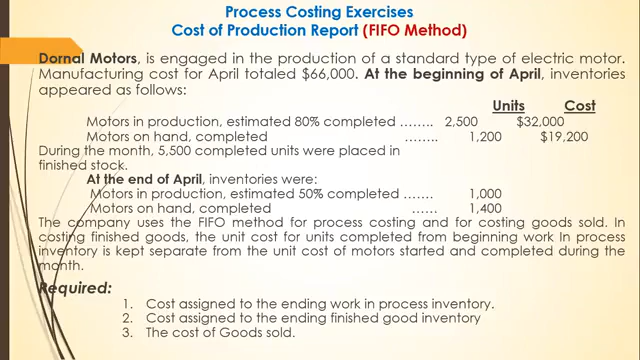 Process Costing Exercises
Cost of Production Report (FIFO Method)
Dornal Motors, is engaged in the production of a standard type of electric motor.
Manufacturing cost for April totaled $66,000. At the beginning of April, inventories
appeared as follows:
Units Cost
Motors in production, estimated 80% completed …….. 2,500 $32,000
Motors on hand, completed …….. 1,200 $19,200
During the month, 5,500 completed units were placed in
finished stock.
At the end of April, inventories were:
Motors in production, estimated 50% completed ……. 1,000
Motors on hand, completed …… 1,400
The company uses the FIFO method for process costing and for costing goods sold. In
costing finished goods, the unit cost for units completed from beginning work In process
inventory is kept separate from the unit cost of motors started and completed during the
month.
Required:
1. Cost assigned to the ending work in process inventory.
2. Cost assigned to the ending finished good inventory
3. The cost of Goods sold.